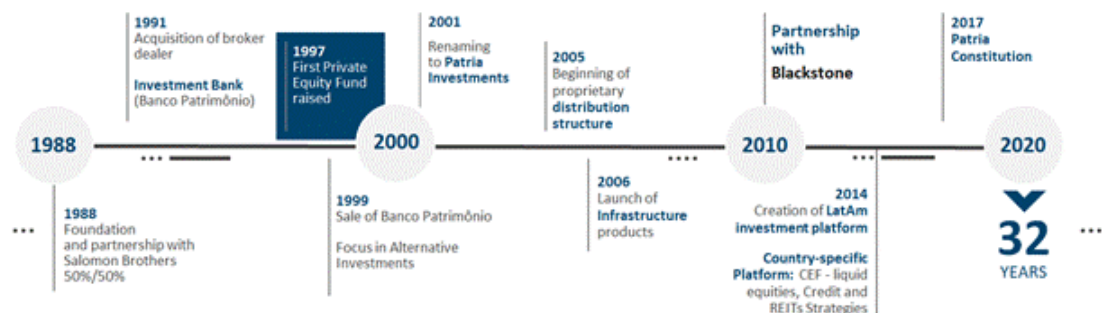 1991
Acquisition of broker
dealer
Investment Bank
(Banco Patrimônio)
1997
First Private
Equity Fund
raised
2001
Renaming
to Patria
Investments
2005
Beginning of
proprietary
distribution
structure
Partnership
with
Blackstone
2017
Patria
Constitution
1988
2000
2010
2020
1988
Foundation
and partnership with
Salomon Brothers
50%/50%
1999
Sale of Banco Patrimônio
Focus in Alternative
Investments
2006
Launch of
Infrastructure
products
2014
Creation of LatAm
investment platform
Country-specific
Platform: CEF - liquid
equities, Credit and
REITs Strategies
32
YEARS